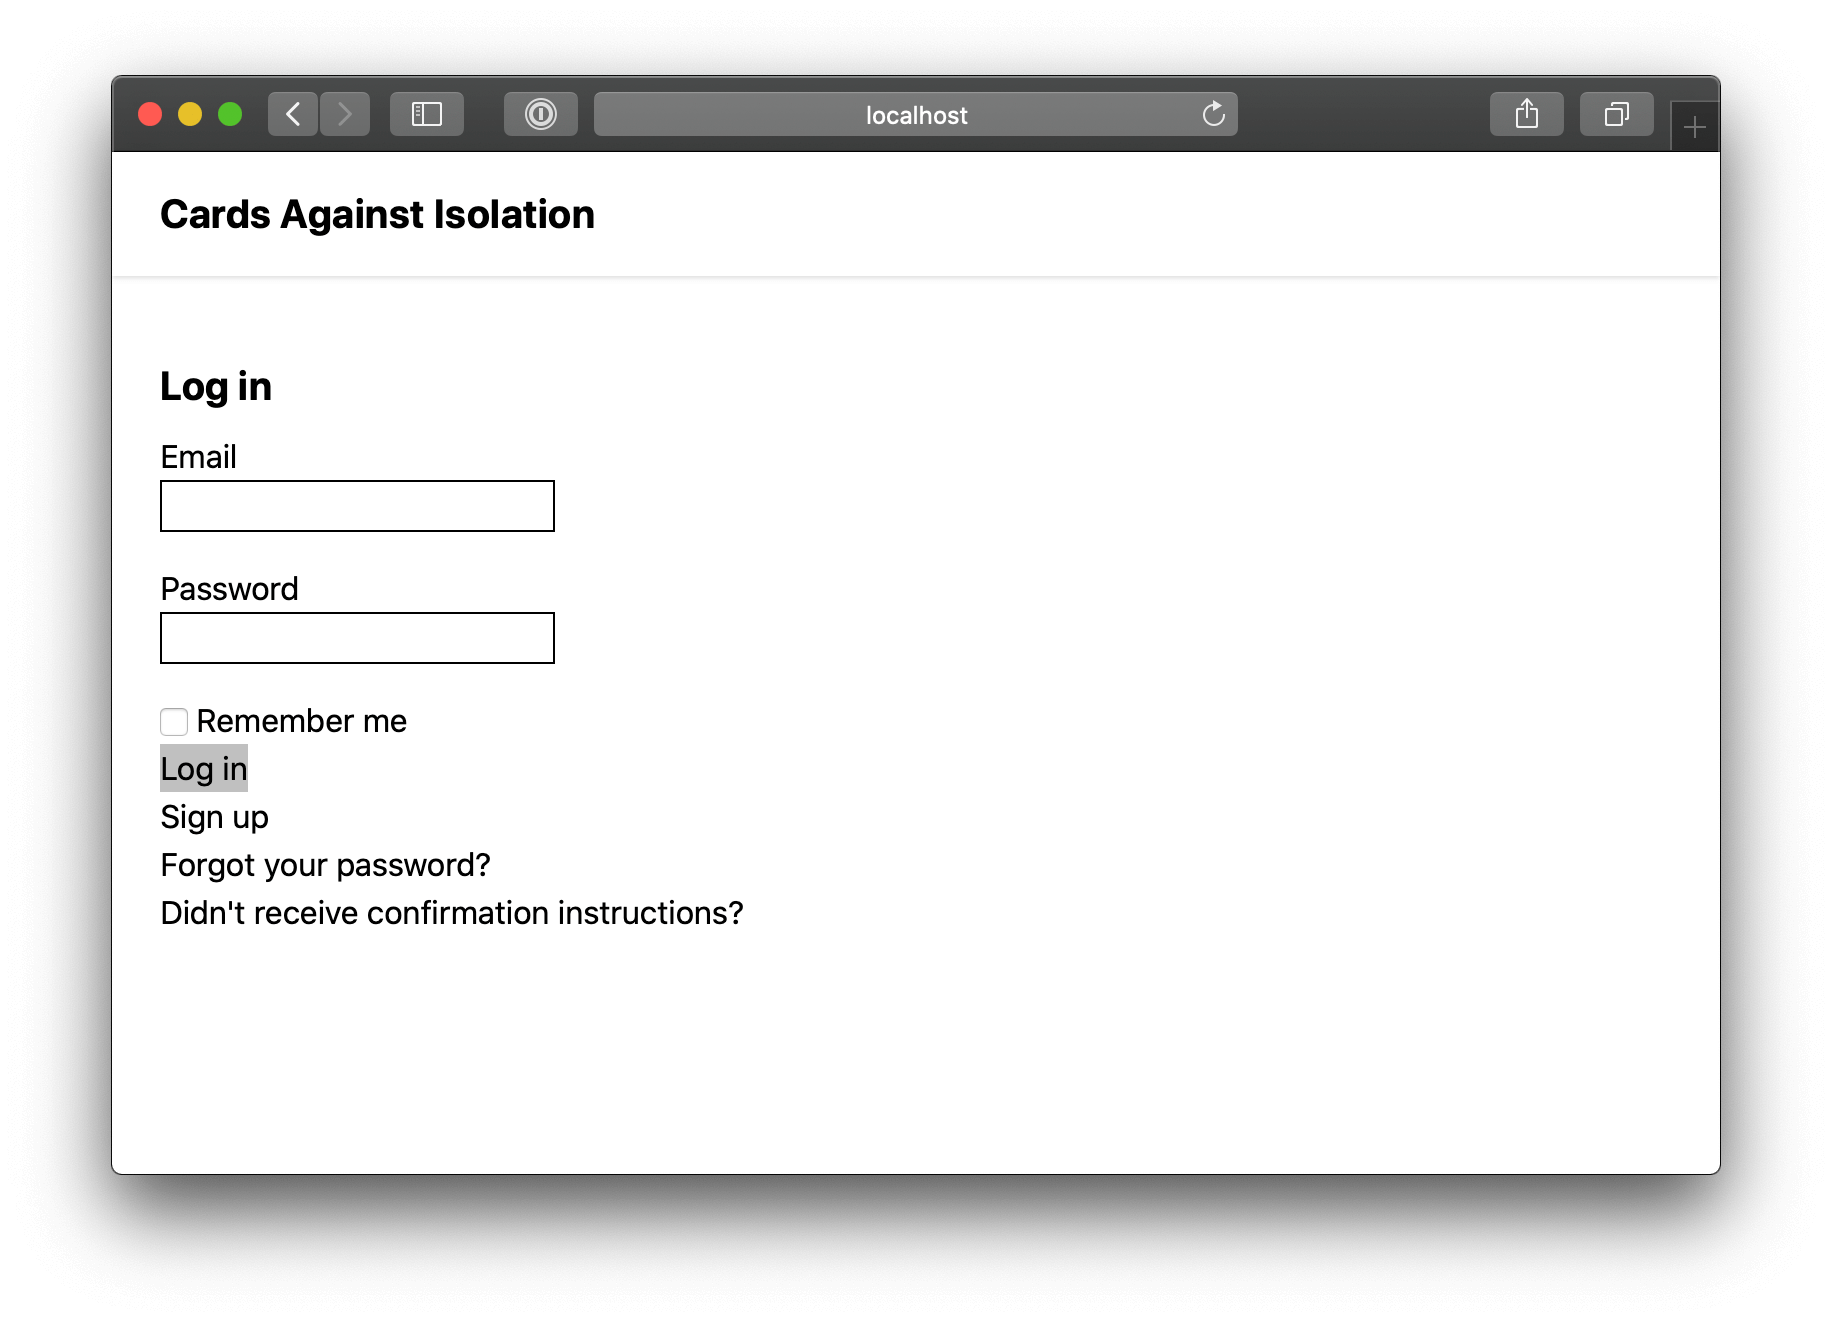 localhost
Cards Against Isolation
Log in
Email
Password
Remember me
Log in
Sign up
Forgot your password?
Didn't receive confirmation instructions?